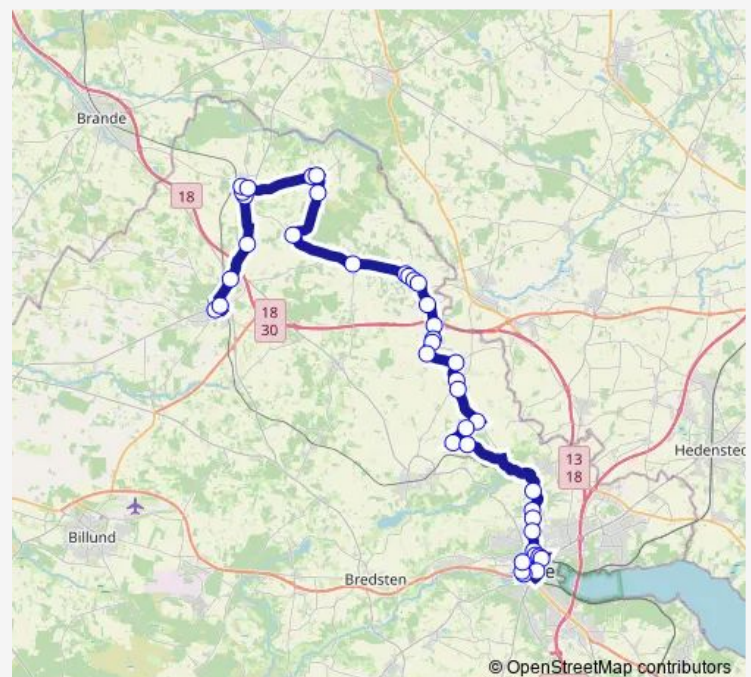 Brande
18
18
30
13
18
Hedensted
Billund
Bredsten
e
© OpenStreetMap contributors